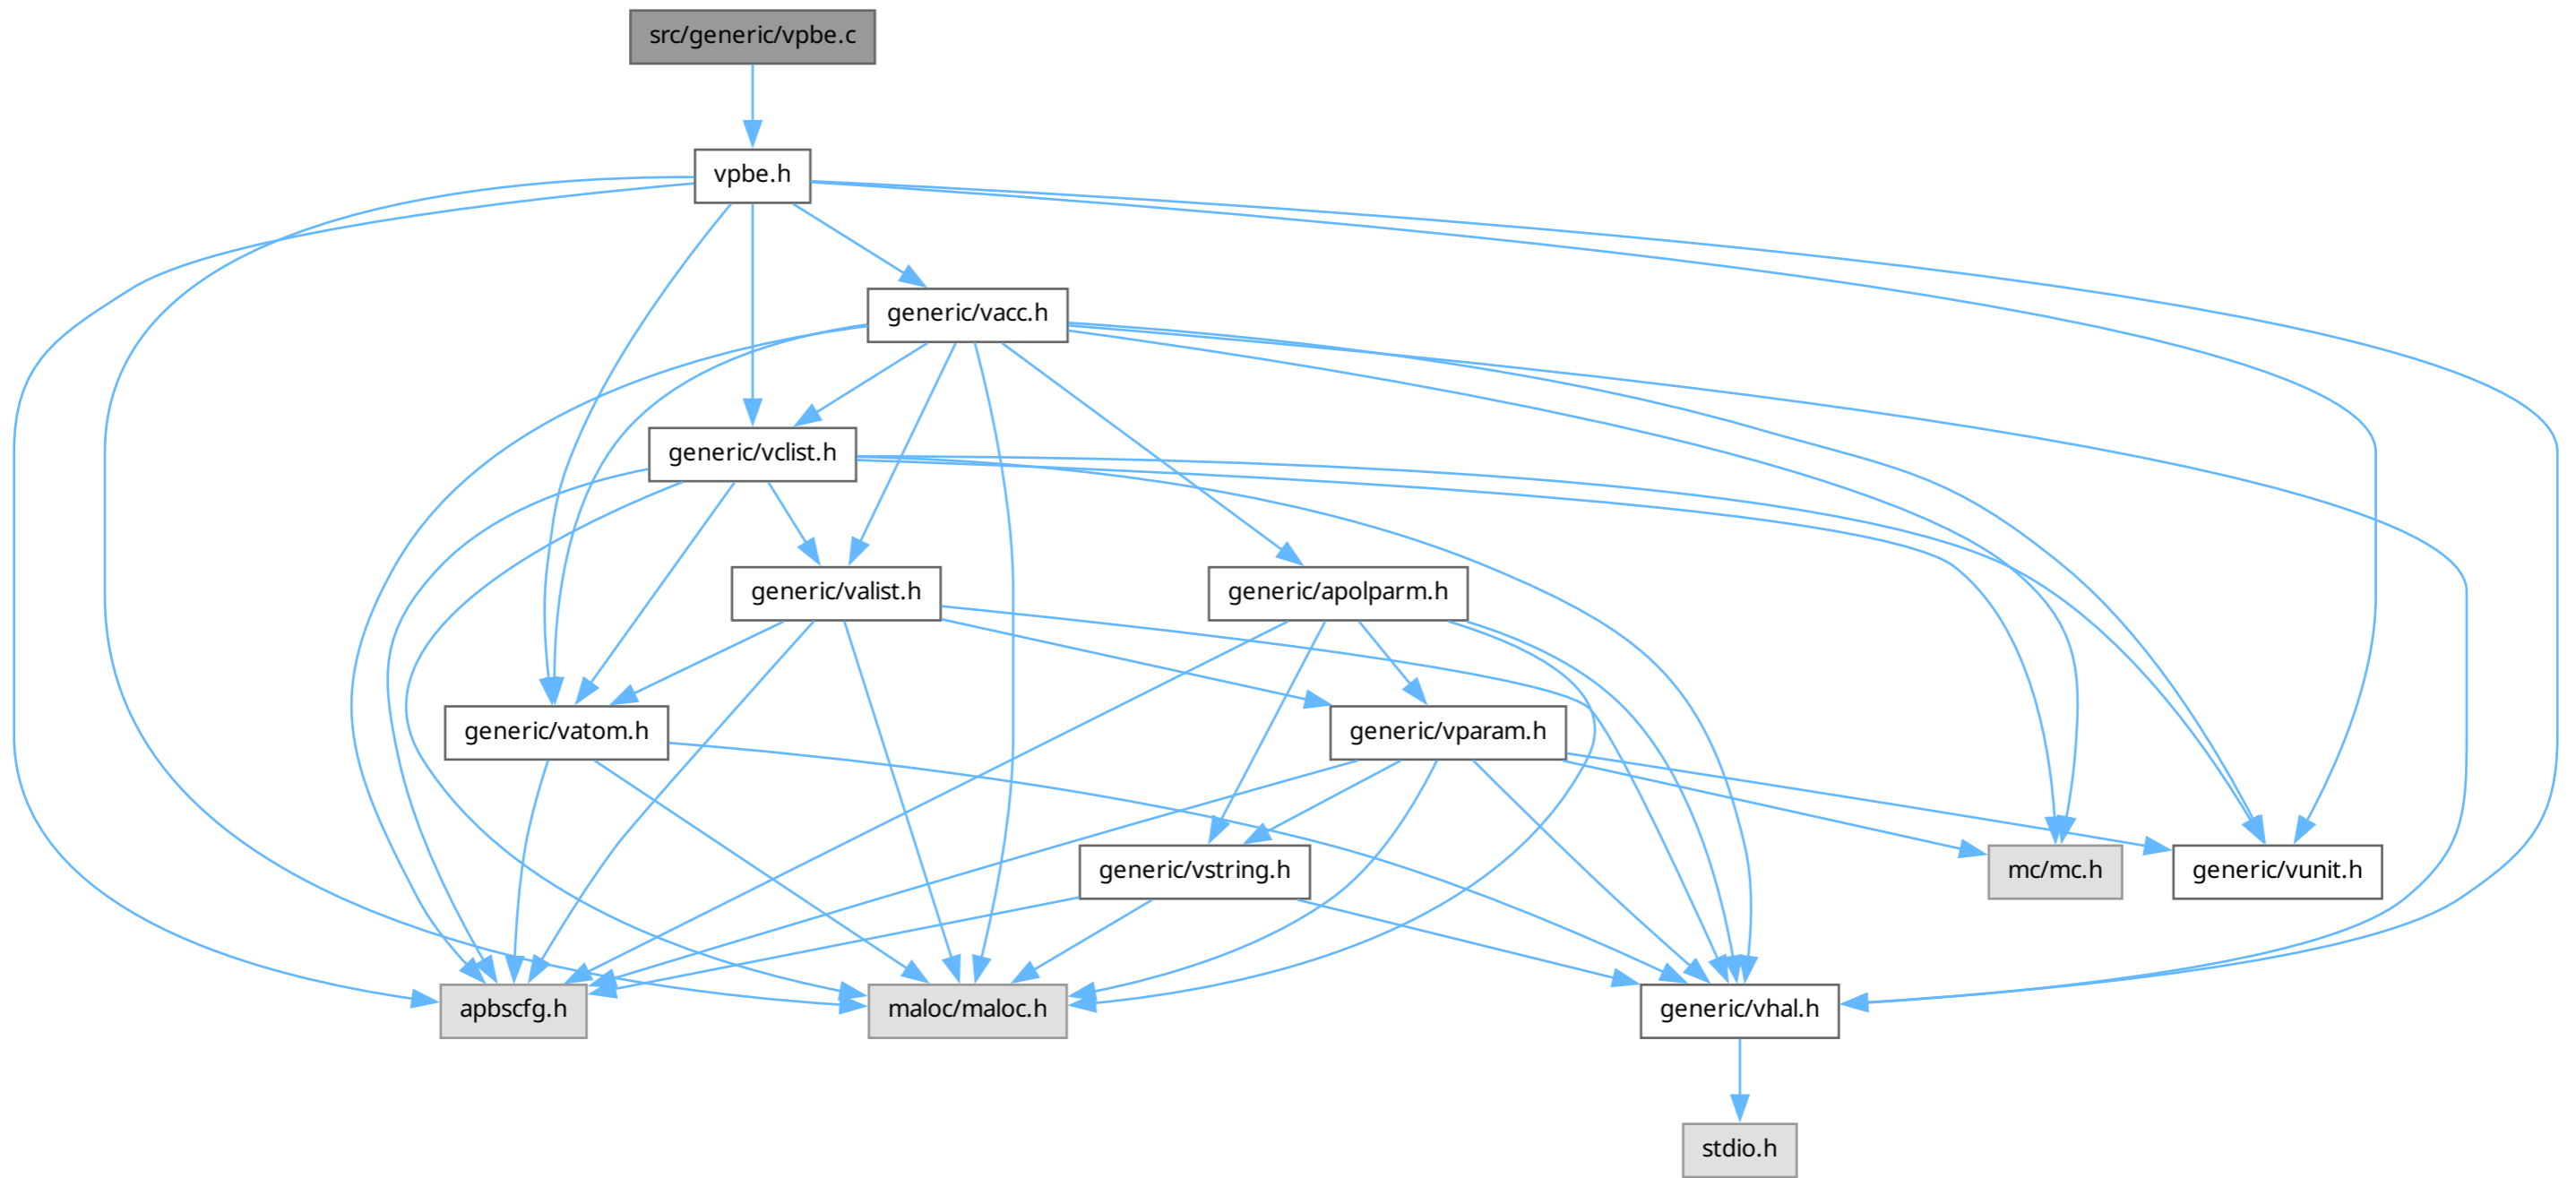 src/generic/vpbe.c
vpbe.h
generic/vacc.h
generic/vclist.h
generic/valist.h
generic/apolparm.h
generic/vatom.h
generic/vparam.h
generic/vstring.h
mc/mc.h
generic/vunit.h
apbscfg.h
maloc/maloc.h
generic/vhal.h
stdio.h